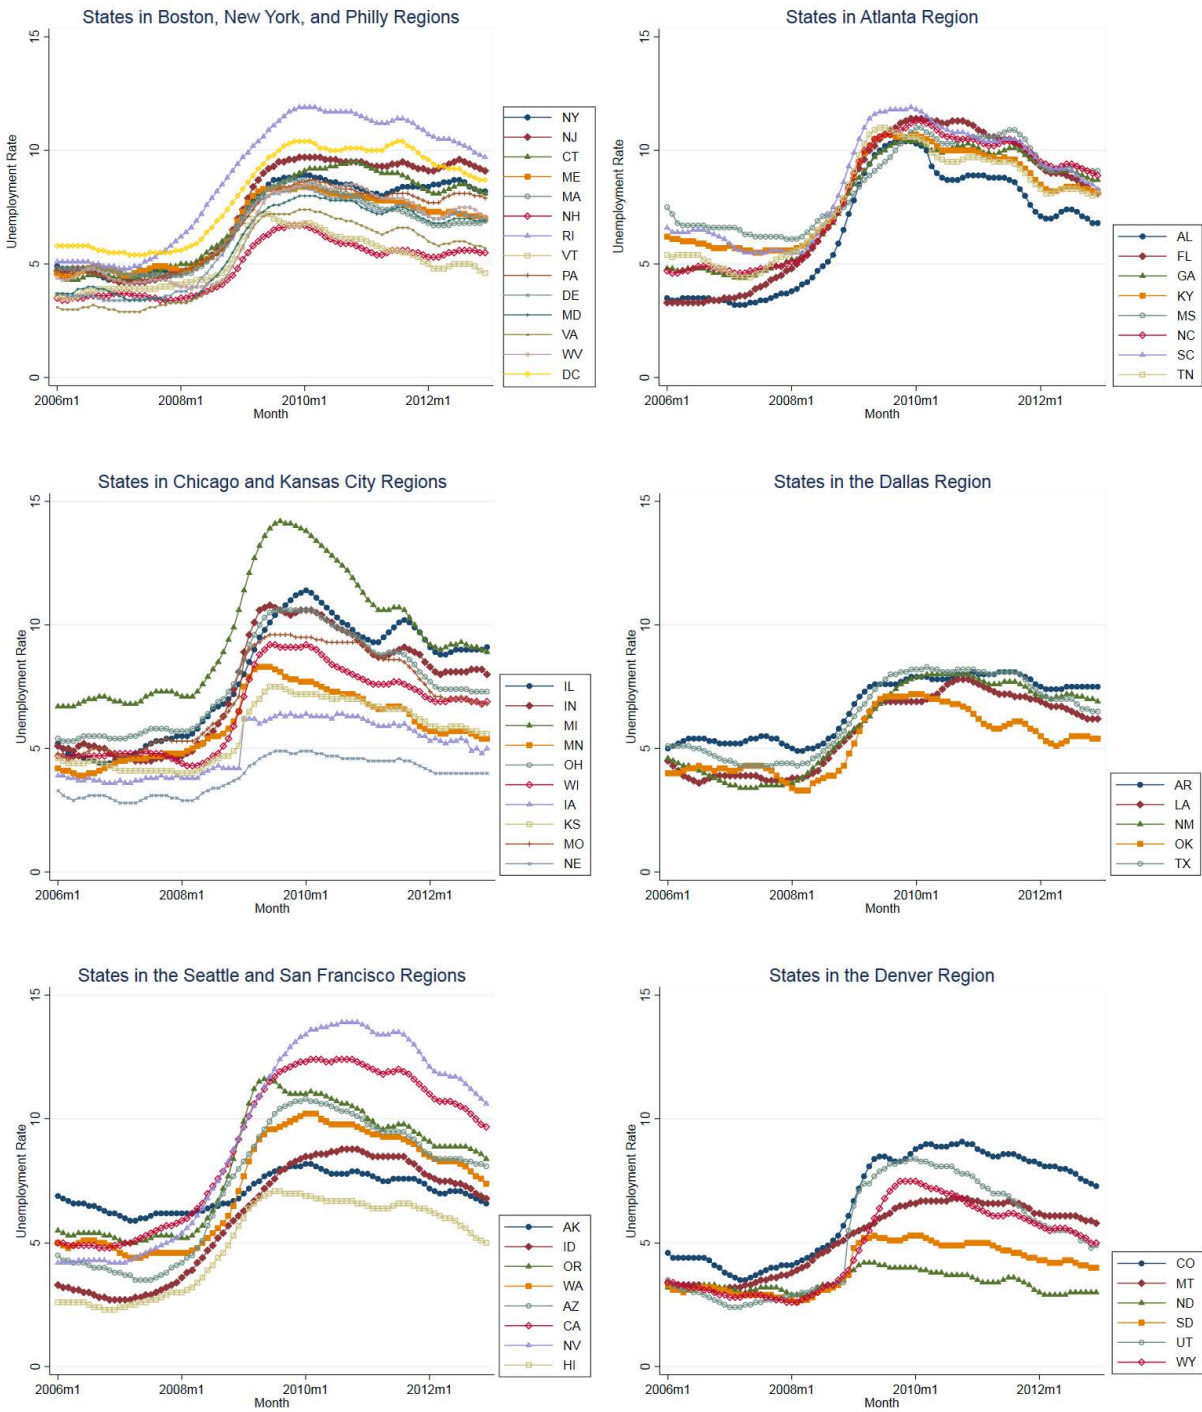 States in Boston, New York, and Philly Regions
Unemployment Rate
15
10
5
0
2006m1 2008m1 2010m1 2012m1
Month
NY
NJ
CT
ME
MA
NH
RI
VT
PA
DE
MD
VA
WV
DC
States in Atlanta Region
Unemployment Rate
15
10
5
0
2006m1 2008m1 2010m1 2012m1
Month
AL
FL
GA
KY
MS
NC
SC
TN
States in Chicago and Kansas City Regions
Unemployment Rate
15
10
5
0
2006m1 2008m1 2010m1 2012m1
Month
IL
IN
MI
MN
OH
WI
IA
KS
MO
NE
States in the Dallas Region
Unemployment Rate
15
10
5
0
2006m1 2008m1 2010m1 2012m1
Month
AR
LA
NM
OK
TX
States in the Seattle and San Francisco Regions
Unemployment Rate
15
10
5
0
2006m1 2008m1 2010m1 2012m1
Month
AK
ID
OR
WA
AZ
CA
NV
HI
States in the Denver Region
Unemployment Rate
15
10
5
0
2006m1 2008m1 2010m1 2012m1
Month
CO
MT
ND
SD
UT
WY